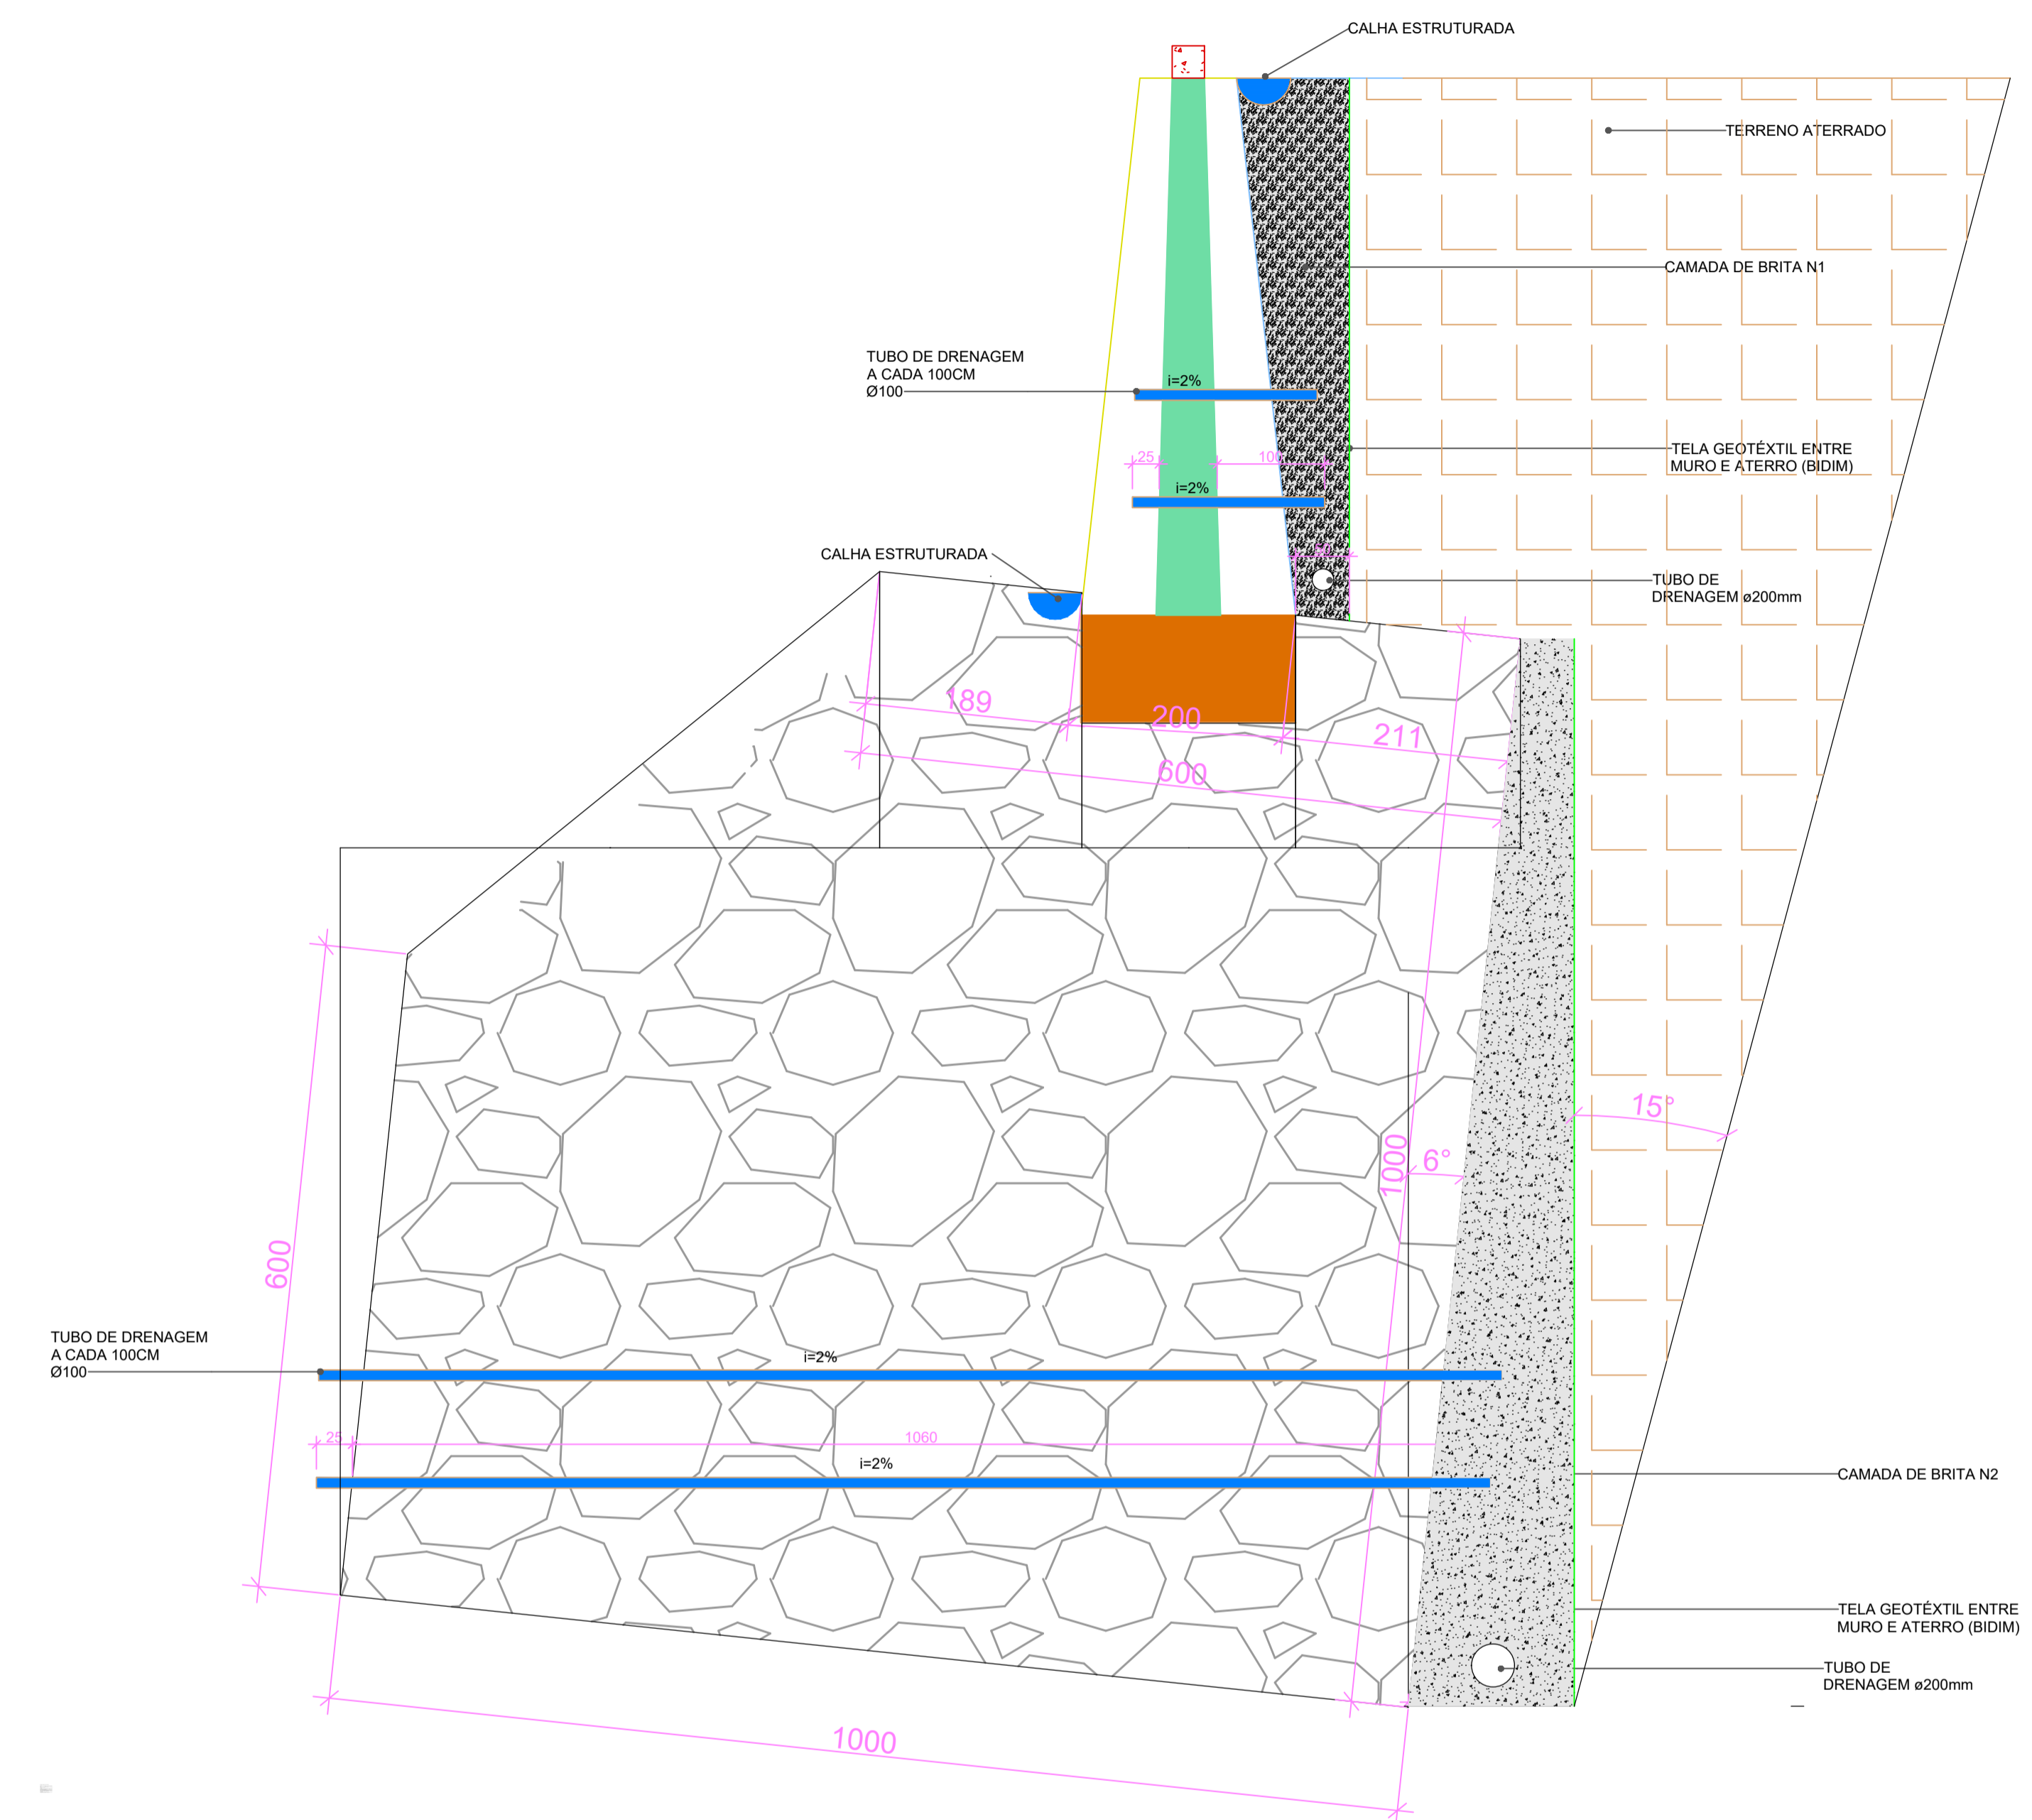 CALHA ESTRUTURADA
TERRENO ATERRADO
CAMADA DE BRITA N1
TUBO DE DRENAGEM
A CADA 100CM
Ø100
i=2%
TELA GEOTÉXTIL ENTRE
MURO E ATERRO (BIDIM)
25
100
i=2%
CALHA ESTRUTURADA
TUBO DE
DRENAGEM ø200mm
189
200
211
600
15°
1000
6°
600
TUBO DE DRENAGEM
A CADA 100CM
Ø100
i=2%
25
1060
i=2%
CAMADA DE BRITA N2
TELA GEOTÉXTIL ENTRE
MURO E ATERRO (BIDIM)
TUBO DE
DRENAGEM ø200mm
1000